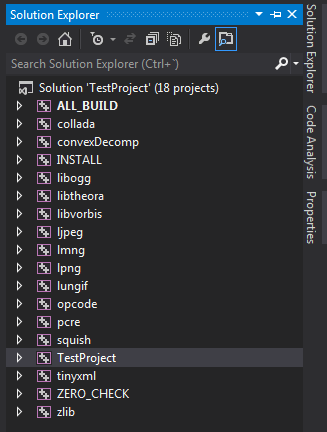 Solution Explorer
Search Solution Explorer (Ctrl+¨)
Solution 'TestProject' (18 projects)
ALL_BUILD
collada
convexDecomp
INSTALL
libogg
libtheora
libvorbis
ljpeg
lmng
lpng
lungif
opcode
pcre
squish
TestProject
tinyxml
ZERO_CHECK
zlib
Solution Explorer
Code Analysis
Properties